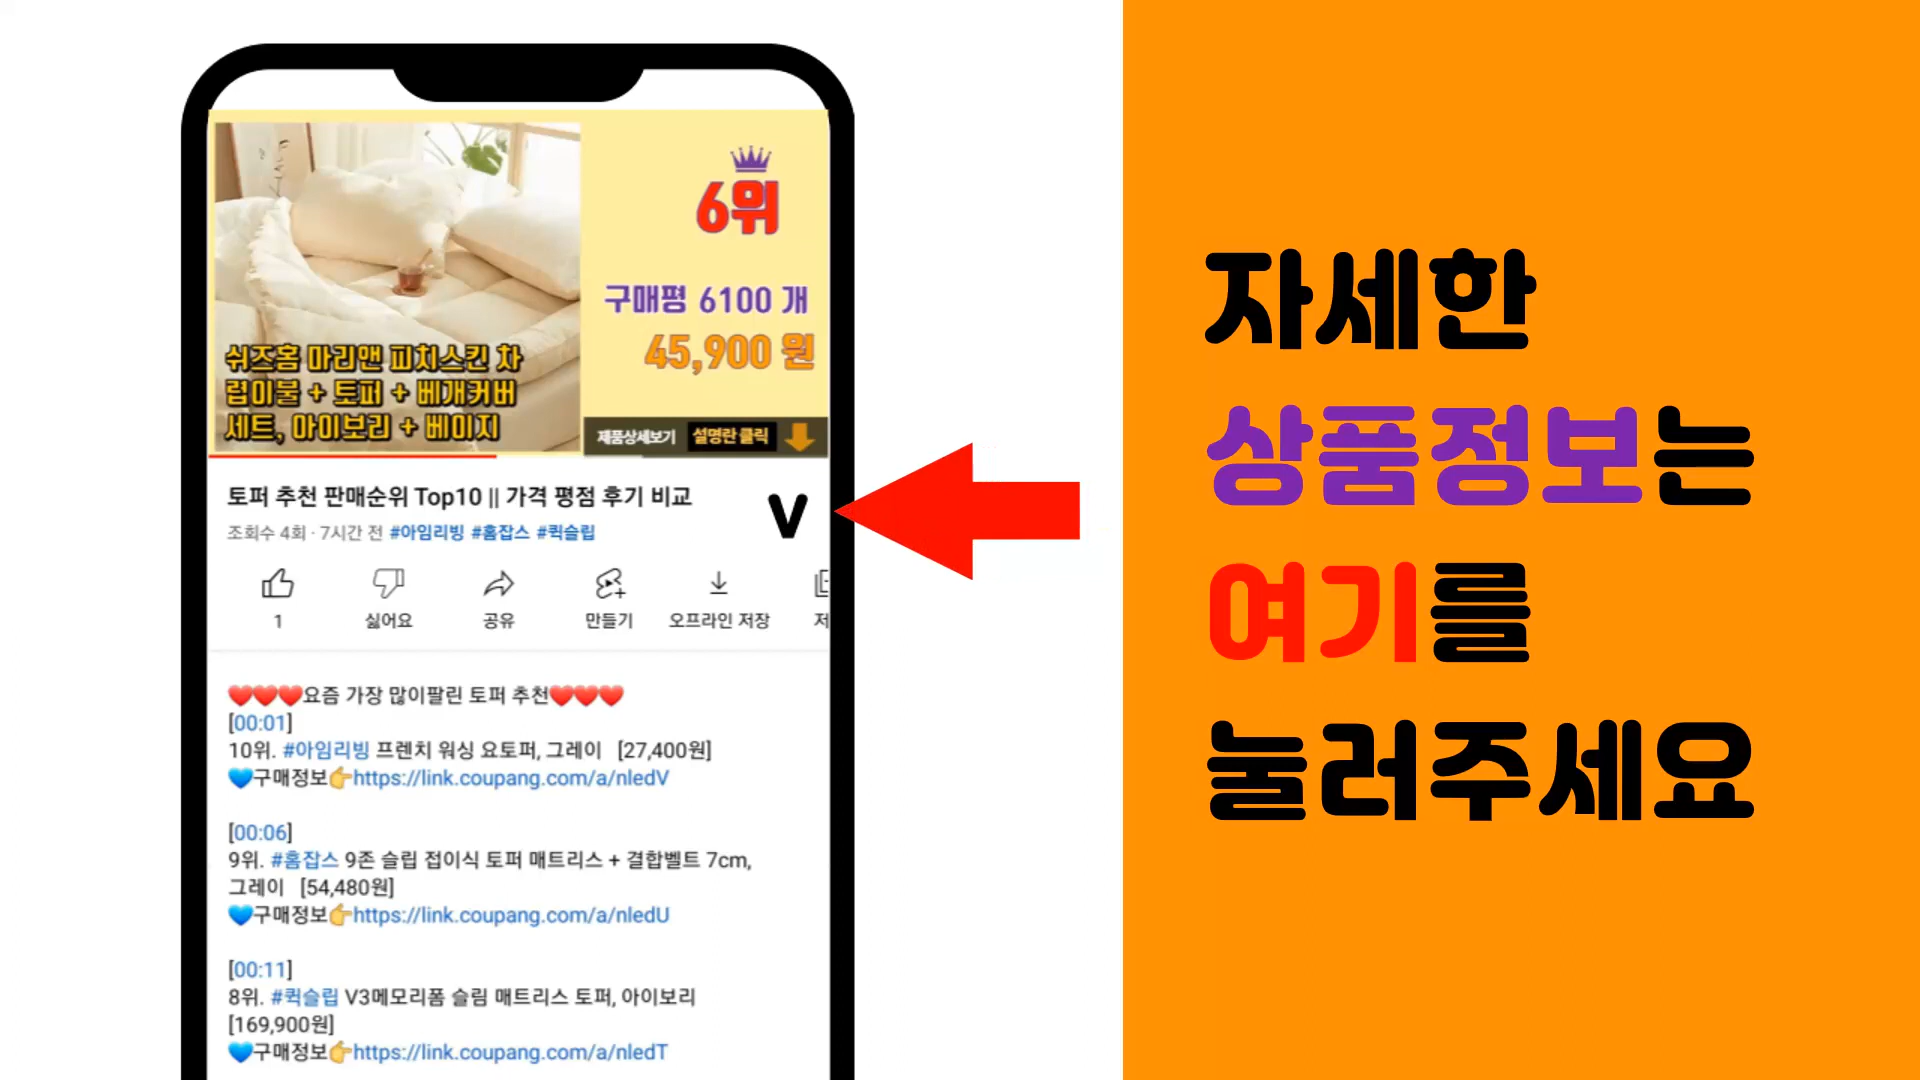 6위
구매평 6100 개
45,900 원
쉬즈홈 마리앤 피치스킨 차
렵이불 + 토퍼 + 베개커버
세트, 아이보리 + 베이지
제품상세보기 설명란 클릭
토퍼 추천 판매순위 Top10 || 가격 평점 후기 비교
V
조회수 4회 · 7시간 전 #아임리빙 #홈잡스 #퀵슬립
1 싫어요 공유 만들기 오프라인 저장 저
❤️❤️❤️요즘 가장 많이팔린 토퍼 추천❤️❤️❤️
[00:01]
10위. #아임리빙 프렌치 워싱 요토퍼, 그레이 [27,400원]
💙구매정보👉https://link.coupang.com/a/nledV
[00:06]
9위. #홈잡스 9존 슬립 접이식 토퍼 매트리스 + 결합벨트 7cm,
그레이 [54,480원]
💙구매정보👉https://link.coupang.com/a/nledU
[00:11]
8위. #퀵슬립 V3메모리폼 슬림 매트리스 토퍼, 아이보리
[169,900원]
💙구매정보👉https://link.coupang.com/a/nledT
자세한
상품정보는
여기를
눌러주세요